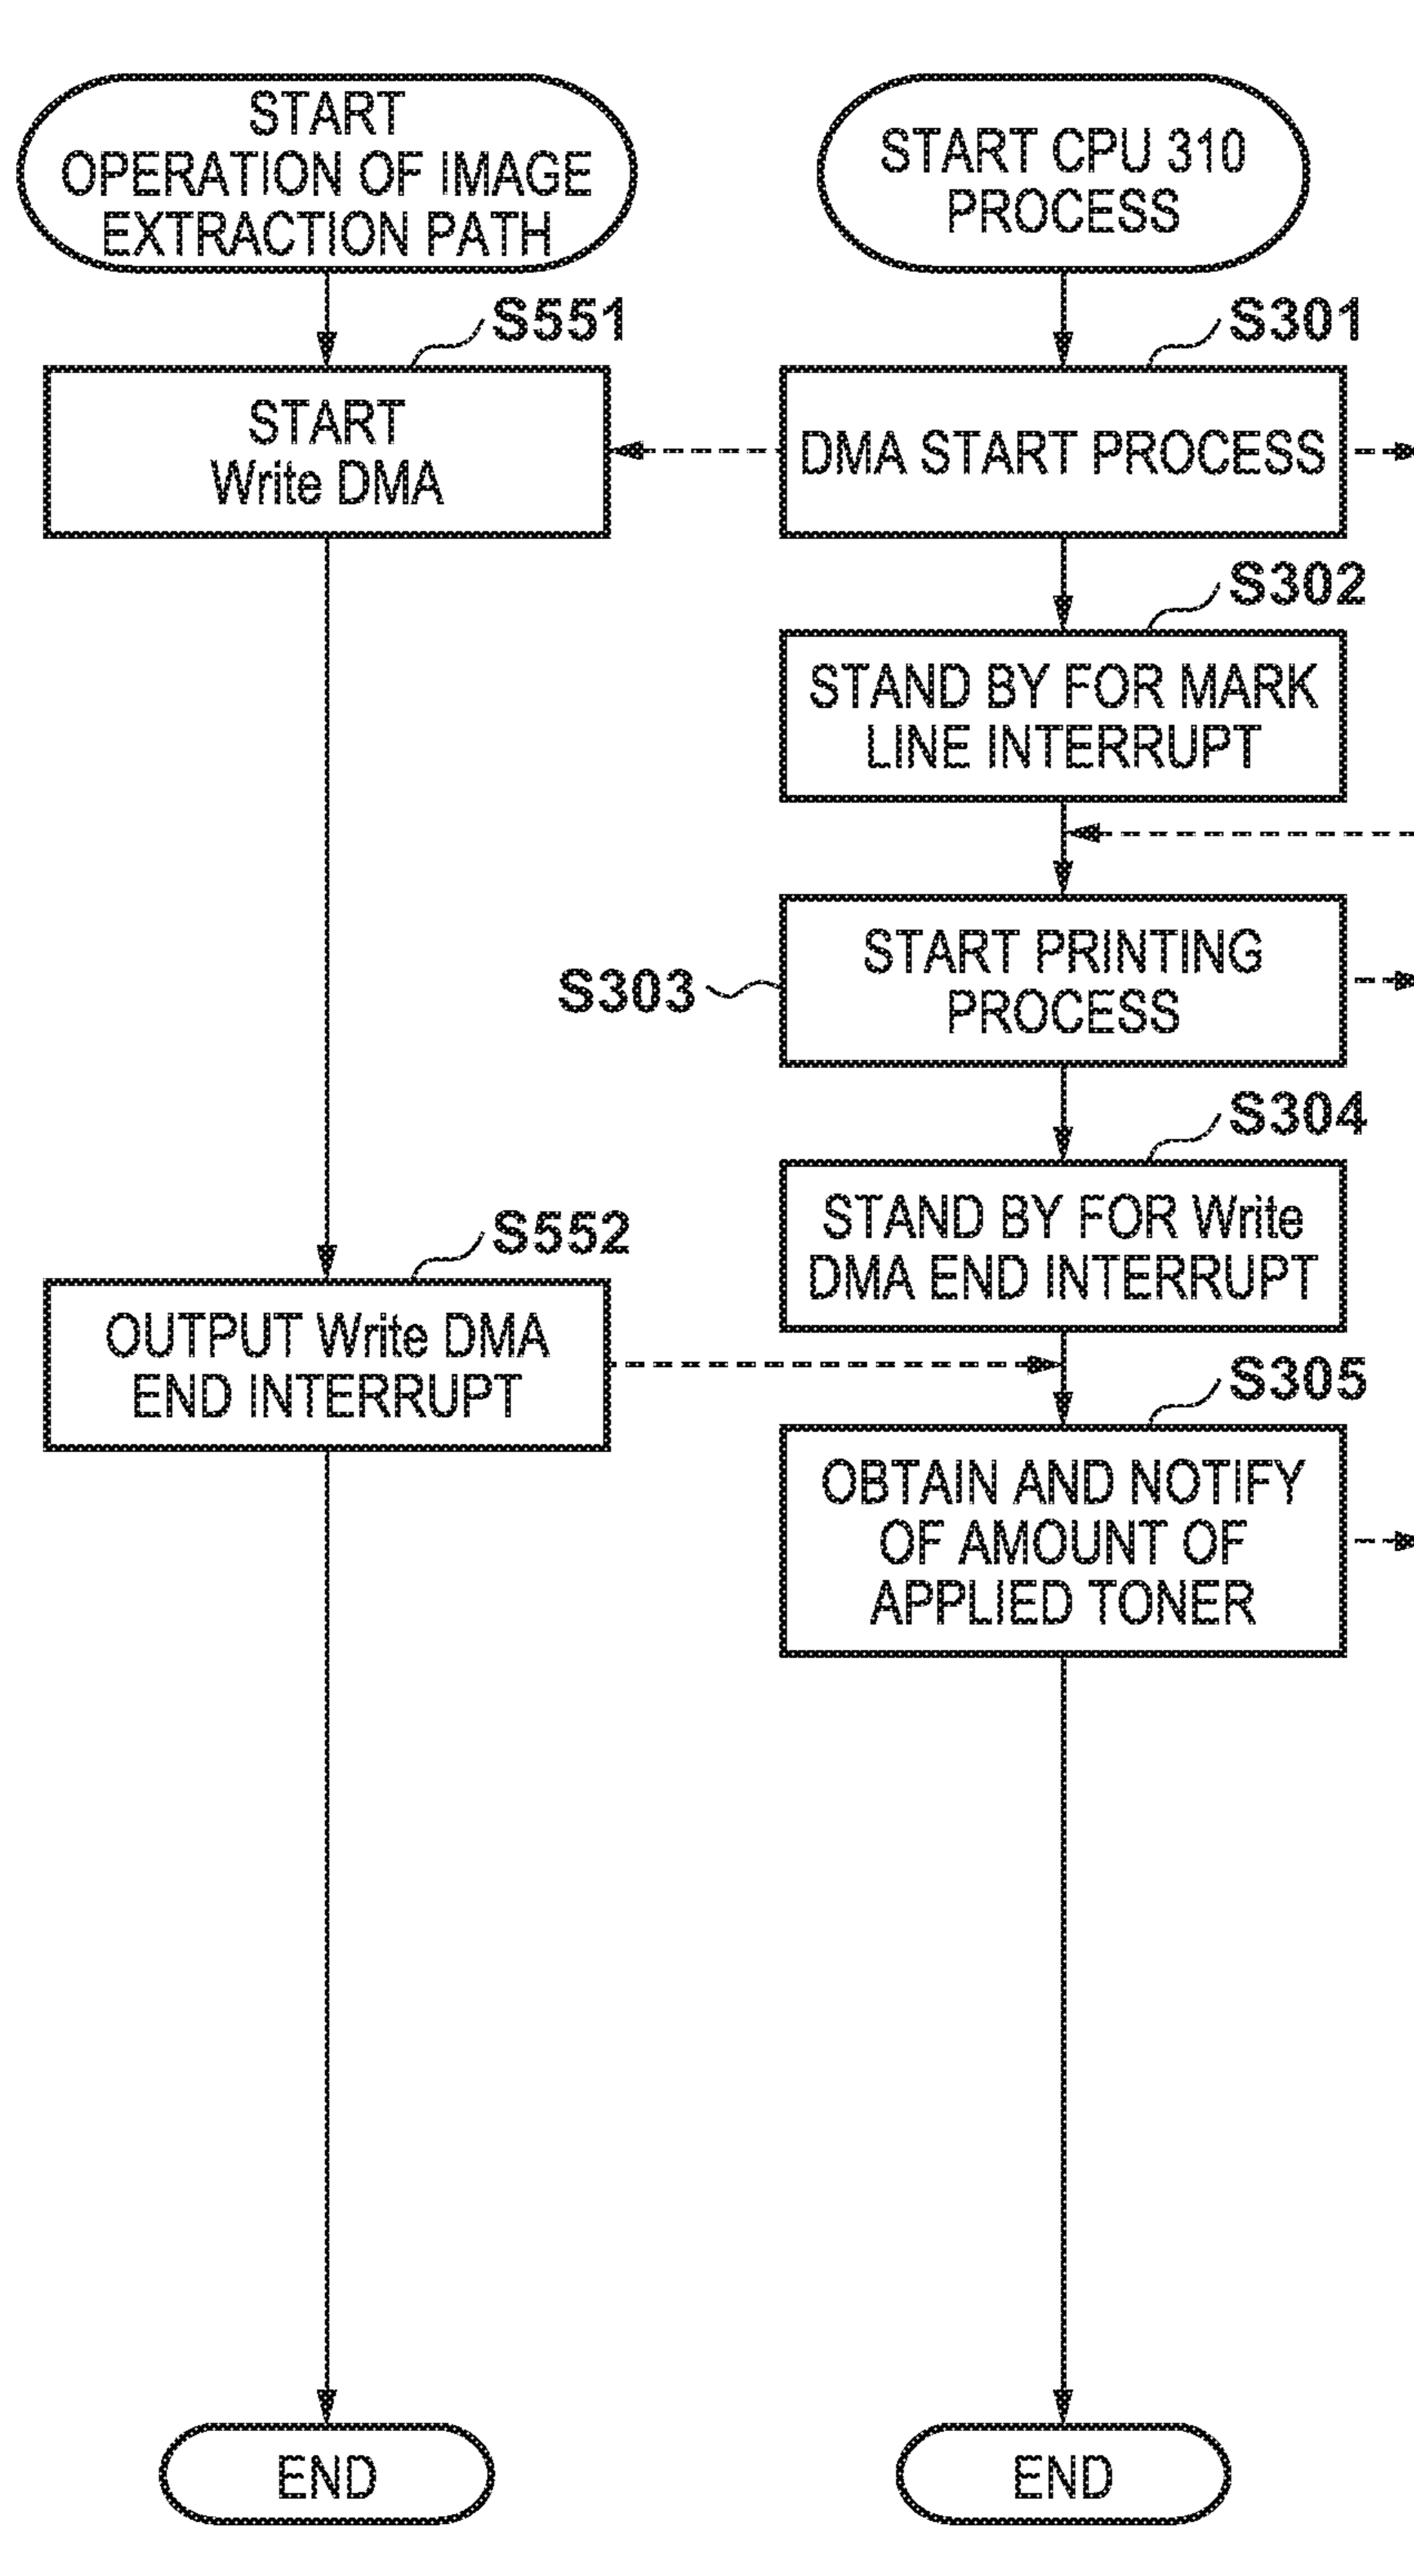 START
OPERATION OF IMAGE
EXTRACTION PATH
S551
START
Write DMA
S552
OUTPUT Write DMA
END INTERRUPT
END
START CPU 310
PROCESS
S301
DMA START PROCESS
S302
STAND BY FOR MARK
LINE INTERRUPT
S303
START PRINTING
PROCESS
S304
STAND BY FOR Write
DMA END INTERRUPT
S305
OBTAIN AND NOTIFY
OF AMOUNT OF
APPLIED TONER
END